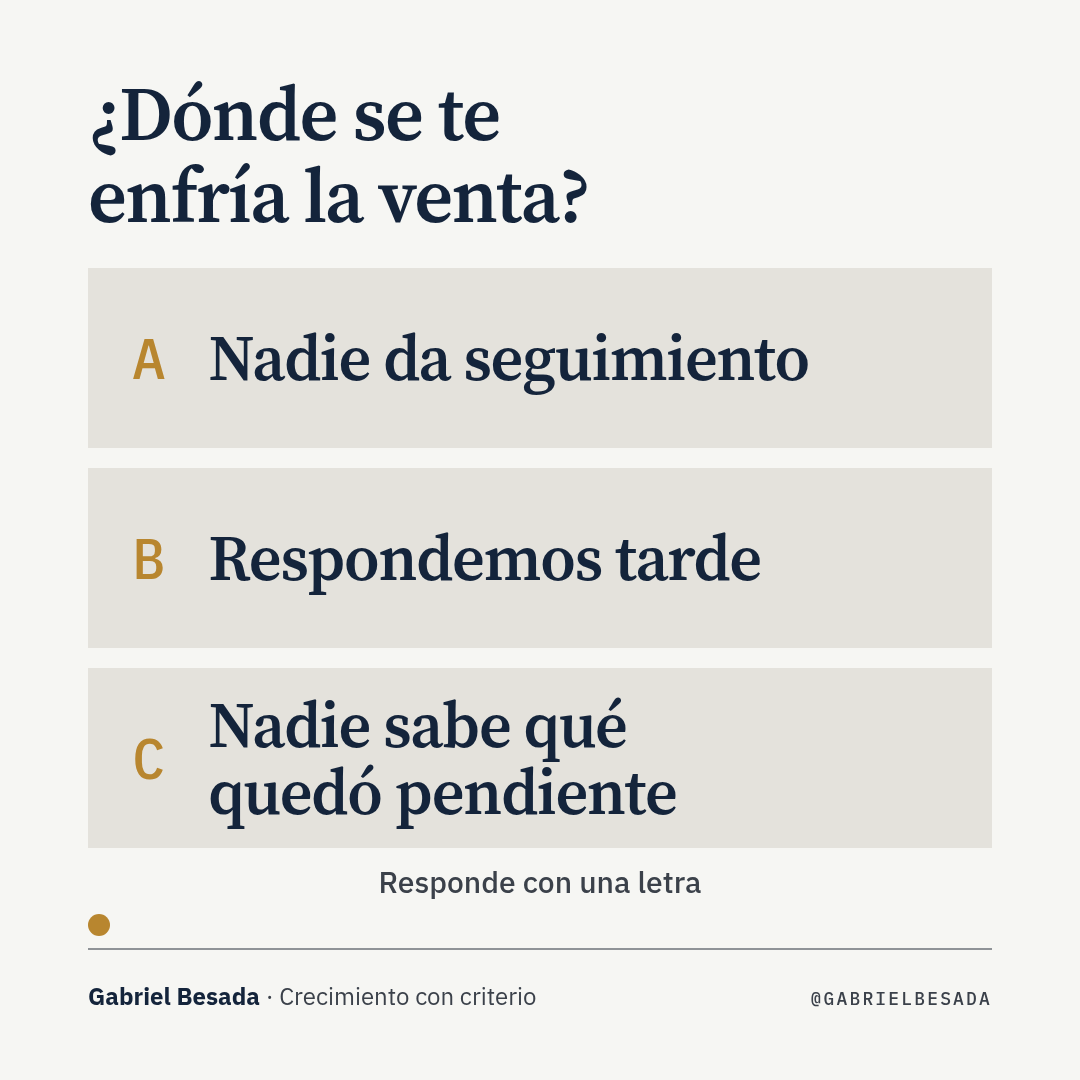 ¿Dónde se te
enfría la venta?
A Nadie da seguimiento
B Respondemos tarde
C Nadie sabe qué
quedó pendiente
Responde con una letra
Gabriel Besada · Crecimiento con criterio
@GABRIELBESADA